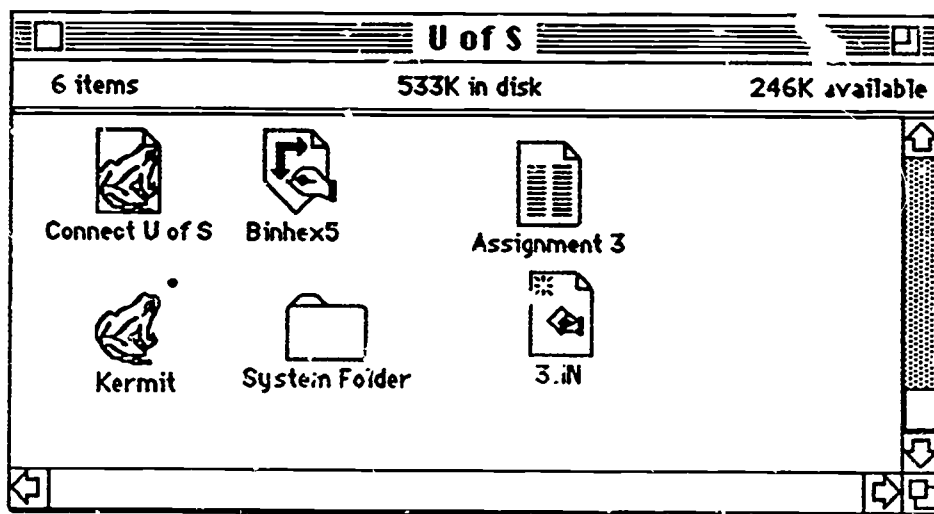 U of S
6 items 533K in disk 246K available
Connect U of S Binhex5 Assignment 3
Kermit System Folder 3.iN